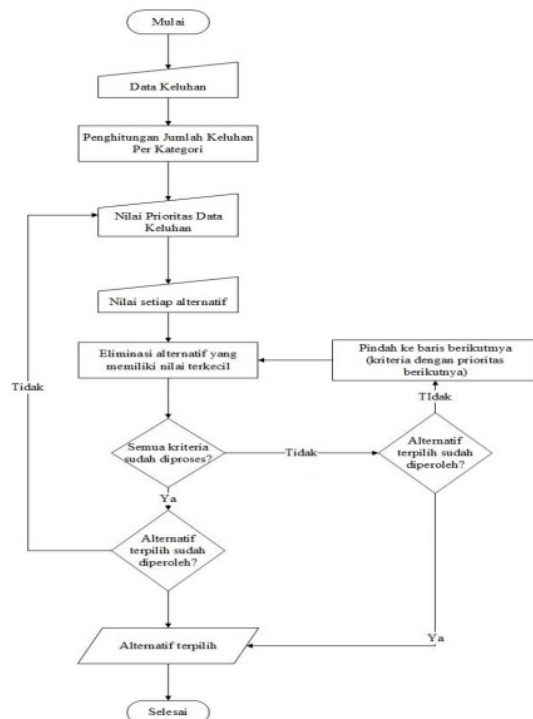 Mulai
Data Keluhan
Penghitungan Jumlah Keluhan
Per Kategori
Nilai Prioritas Data
Keluhan
Nilai setiap alternatif
Eliminasi alternatif yang
memiliki nilai terkecil
Pindah ke baris berikutmya
(kriteria dengan prioritas
berikutnya)
Tidak
TIdak
Semua kriteria
sudah diproses?
Tidak
Alternatif
terpilih sudah
diperoleh?
Ya
Alternatif
terpilih sudah
diperoleh?
Ya
Alternatif terpilih
Selesai